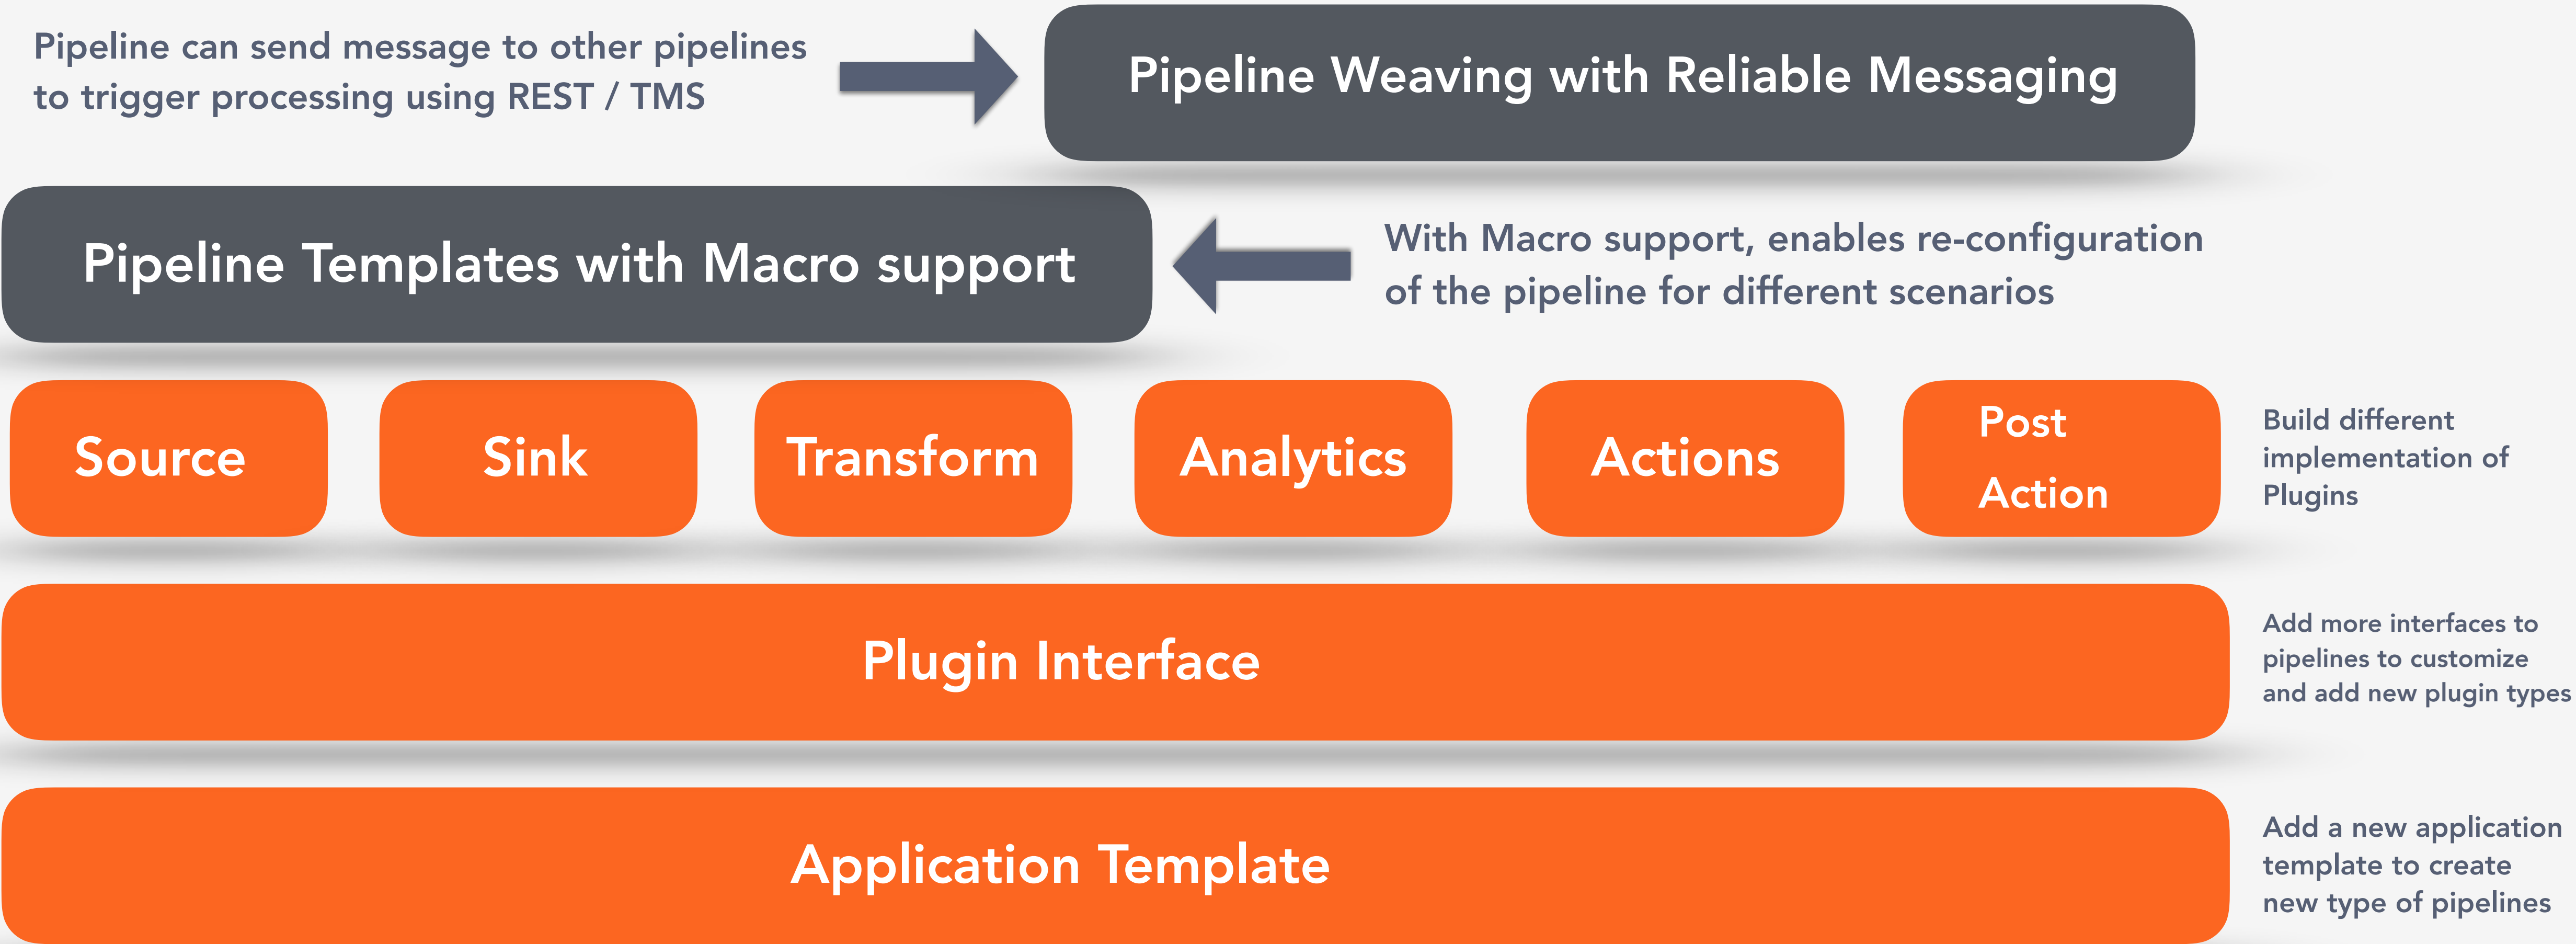 Pipeline can send message to other pipelines
to trigger processing using REST / TMS
Pipeline Weaving with Reliable Messaging
Pipeline Templates with Macro support
With Macro support, enables re-configuration
of the pipeline for different scenarios
Source
Sink
Transform
Analytics
Actions
Post
Action
Build different
implementation of
Plugins
Plugin Interface
Add more interfaces to
pipelines to customize
and add new plugin types
Application Template
Add a new application
template to create
new type of pipelines